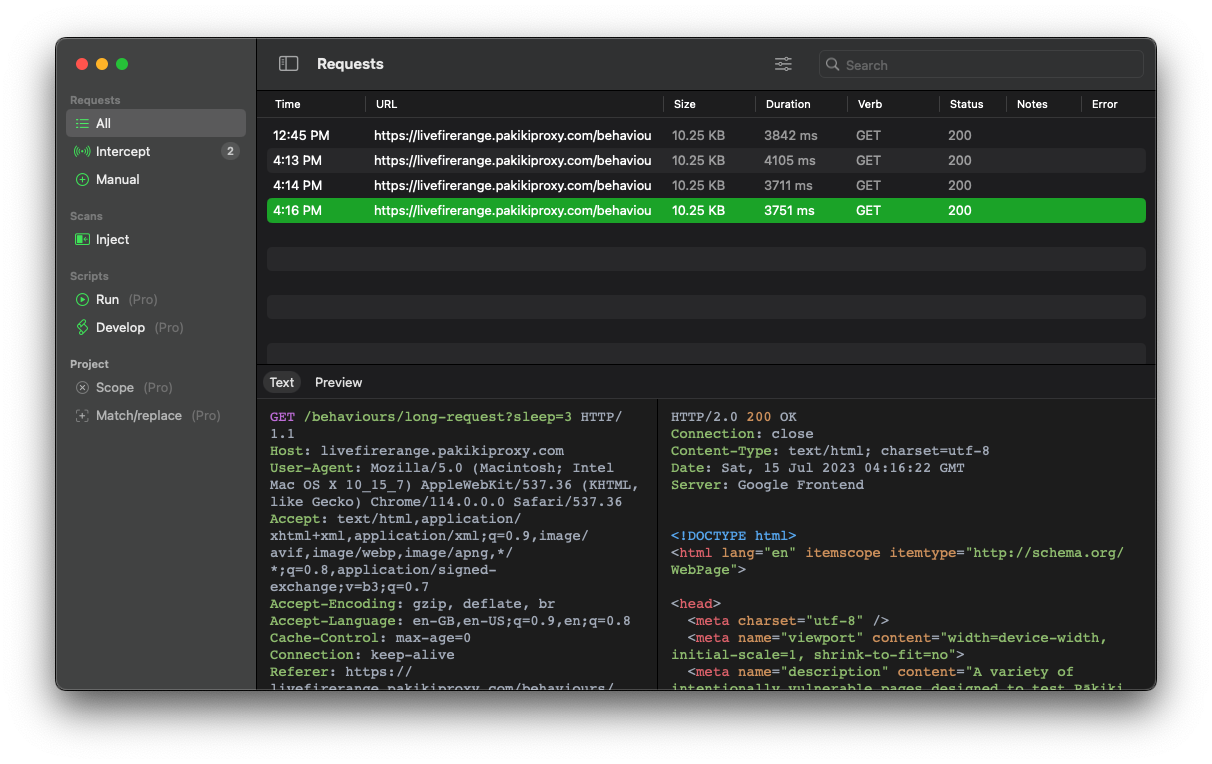 Requests
All
Intercept 2
Manual
Scans
Inject
Scripts
Run (Pro)
Develop (Pro)
Project
Scope (Pro)
Match/replace (Pro)
Requests
Search
Time URL Size Duration Verb Status Notes Error
12:45 PM https://livefirerange.pakikiproxy.com/behaviou 10.25 KB 3842 ms GET 200
4:13 PM https://livefirerange.pakikiproxy.com/behaviou 10.25 KB 4105 ms GET 200
4:14 PM https://livefirerange.pakikiproxy.com/behaviou 10.25 KB 3711 ms GET 200
4:16 PM https://livefirerange.pakikiproxy.com/behaviou 10.25 KB 3751 ms GET 200
Text Preview
GET /behaviours/long-request?sleep=3 HTTP/
1.1
Host: livefirerange.pakikiproxy.com
User-Agent: Mozilla/5.0 (Macintosh; Intel
Mac OS X 10_15_7) AppleWebKit/537.36 (KHTML,
like Gecko) Chrome/114.0.0.0 Safari/537.36
Accept: text/html,application/
xhtml+xml,application/xml;q=0.9,image/
avif,image/webp,image/apng,*/
*;q=0.8,application/signed-
exchange;v=b3;q=0.7
Accept-Encoding: gzip, deflate, br
Accept-Language: en-GB,en-US;q=0.9,en;q=0.8
Cache-Control: max-age=0
Connection: keep-alive
Referer: https://
livefirerange.pakikiproxy.com/behaviours/
HTTP/2.0 200 OK
Connection: close
Content-Type: text/html; charset=utf-8
Date: Sat, 15 Jul 2023 04:16:22 GMT
Server: Google Frontend
<!DOCTYPE html>
<html lang="en" itemscope itemtype="http://schema.org/
WebPage">
<head>
<meta charset="utf-8" />
<meta name="viewport" content="width=device-width,
initial-scale=1, shrink-to-fit=no">
<meta name="description" content="A variety of
intentionally vulnerable pages designed to test Pākiki